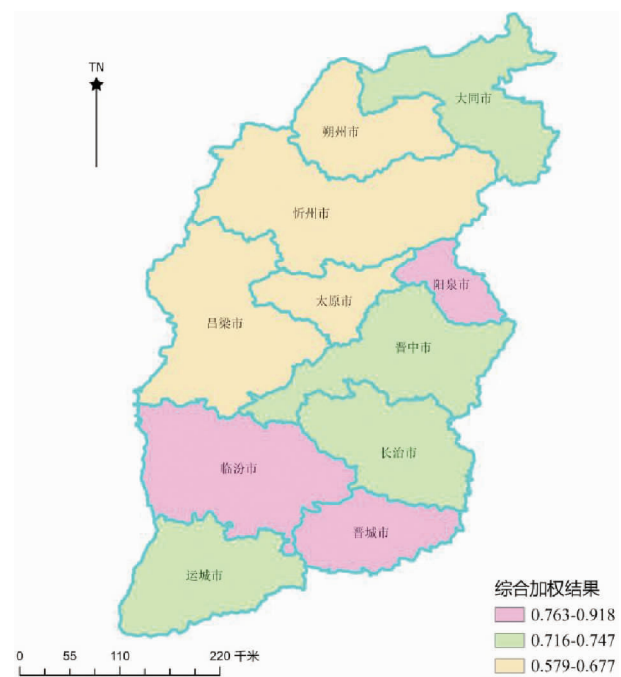 TN
大同市
朔州市
忻州市
阳泉市
太原市
吕梁市
晋中市
长治市
临汾市
晋城市
运城市
综合加权结果
0.763-0.918
0.716-0.747
0.579-0.677
0 55 110 220 千米